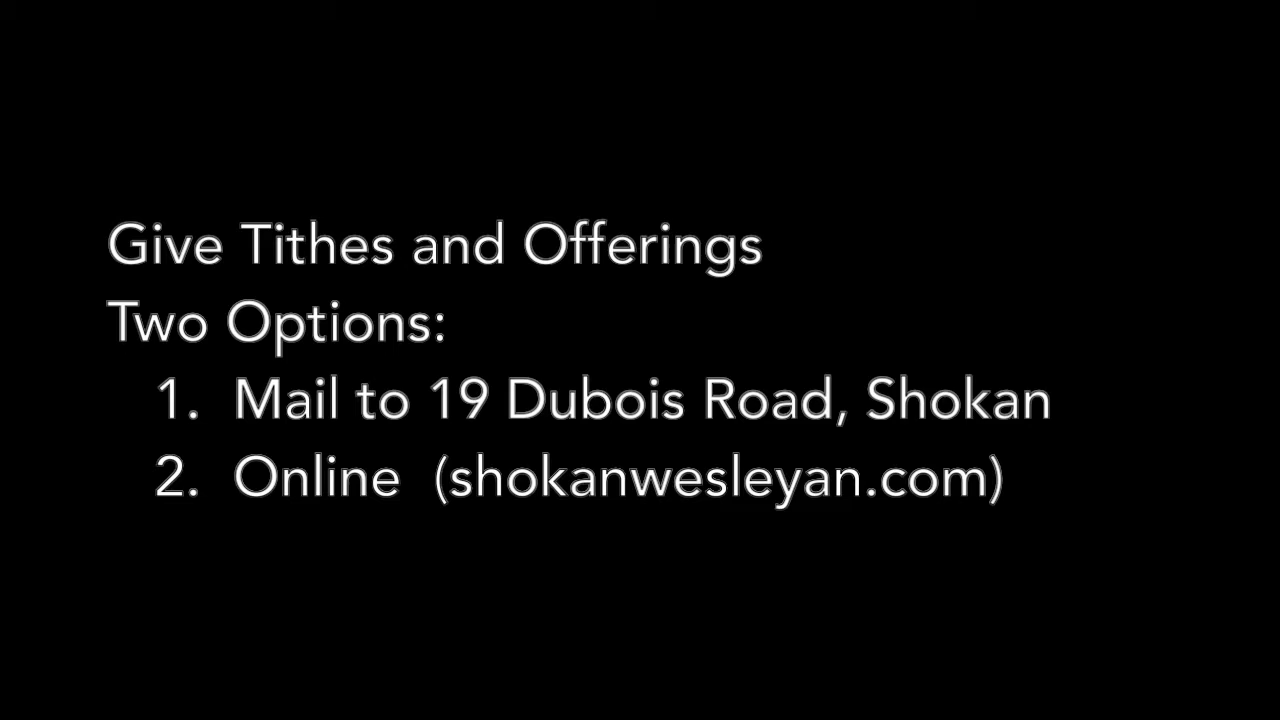 Give Tithes and Offerings
Two Options:
1. Mail to 19 Dubois Road, Shokan
2. Online (shokanwesleyan.com)